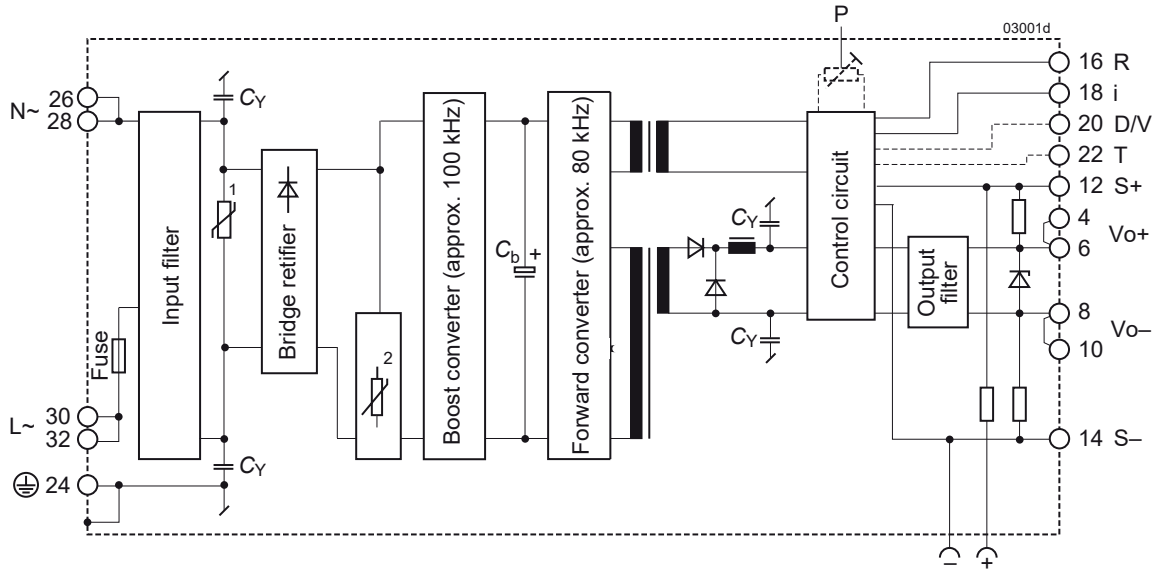 P
03001d
16 R
18 i
20 D/V
22 T
12 S+
4
Vo+
6
8
Vo–
10
14 S–
26
N~
28
Fuse
30
L~
32
24
CY
1
CY
Input filter
Bridge retifier
2
Boost converter (approx. 100 kHz)
Cb +
Forward converter (approx. 80 kHz)
CY
CY
Control circuit
Output
filter
– +